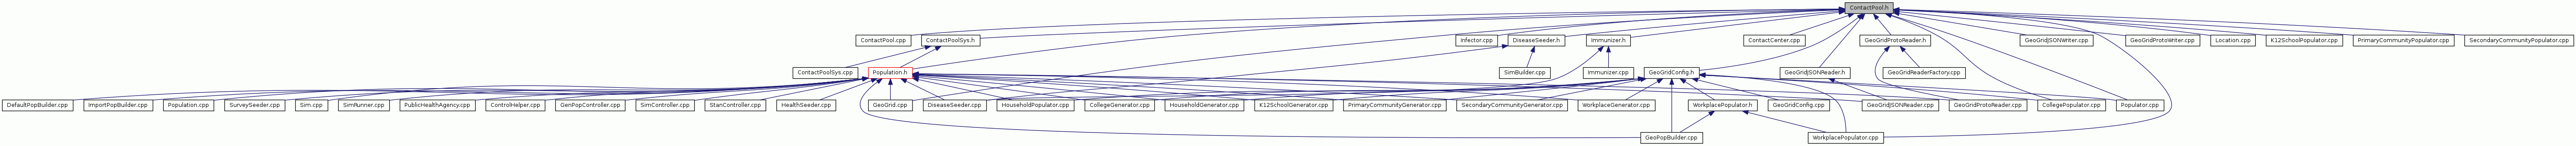 ContactPool.h
ContactPool.cpp
ContactPoolSys.h
Infector.cpp
DiseaseSeeder.h
Immunizer.h
ContactCenter.cpp
GeoGridProtoReader.h
GeoGridJSONWriter.cpp
GeoGridProtoWriter.cpp
Location.cpp
K12SchoolPopulator.cpp
PrimaryCommunityPopulator.cpp
SecondaryCommunityPopulator.cpp
ContactPoolSys.cpp
Population.h
SimBuilder.cpp
Immunizer.cpp
GeoGridConfig.h
GeoGridJSONReader.h
GeoGridReaderFactory.cpp
DefaultPopBuilder.cpp
ImportPopBuilder.cpp
Population.cpp
SurveySeeder.cpp
Sim.cpp
SimRunner.cpp
PublicHealthAgency.cpp
ControlHelper.cpp
GenPopController.cpp
SimController.cpp
StanController.cpp
HealthSeeder.cpp
GeoGrid.cpp
DiseaseSeeder.cpp
HouseholdPopulator.cpp
CollegeGenerator.cpp
HouseholdGenerator.cpp
K12SchoolGenerator.cpp
PrimaryCommunityGenerator.cpp
SecondaryCommunityGenerator.cpp
WorkplaceGenerator.cpp
WorkplacePopulator.h
GeoGridConfig.cpp
GeoGridJSONReader.cpp
GeoGridProtoReader.cpp
CollegePopulator.cpp
Populator.cpp
GeoPopBuilder.cpp
WorkplacePopulator.cpp